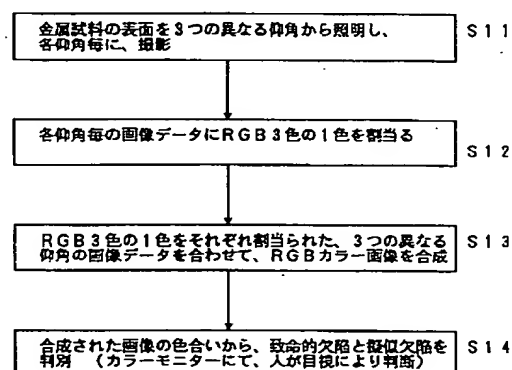 金属試料の表面を3つの異なる仰角から照明し、
各仰角毎に、撮影
S11
各仰角毎の画像データにRGB3色の1色を割当る
S12
RGB3色の1色をそれぞれ割当られた、3つの異なる
仰角の画像データを合わせて、RGBカラー画像を合成
S13
合成された画像の色合いから、致命的欠陥と擬似欠陥を
判別 (カラーモニターにて、人が目視により判断)
S14